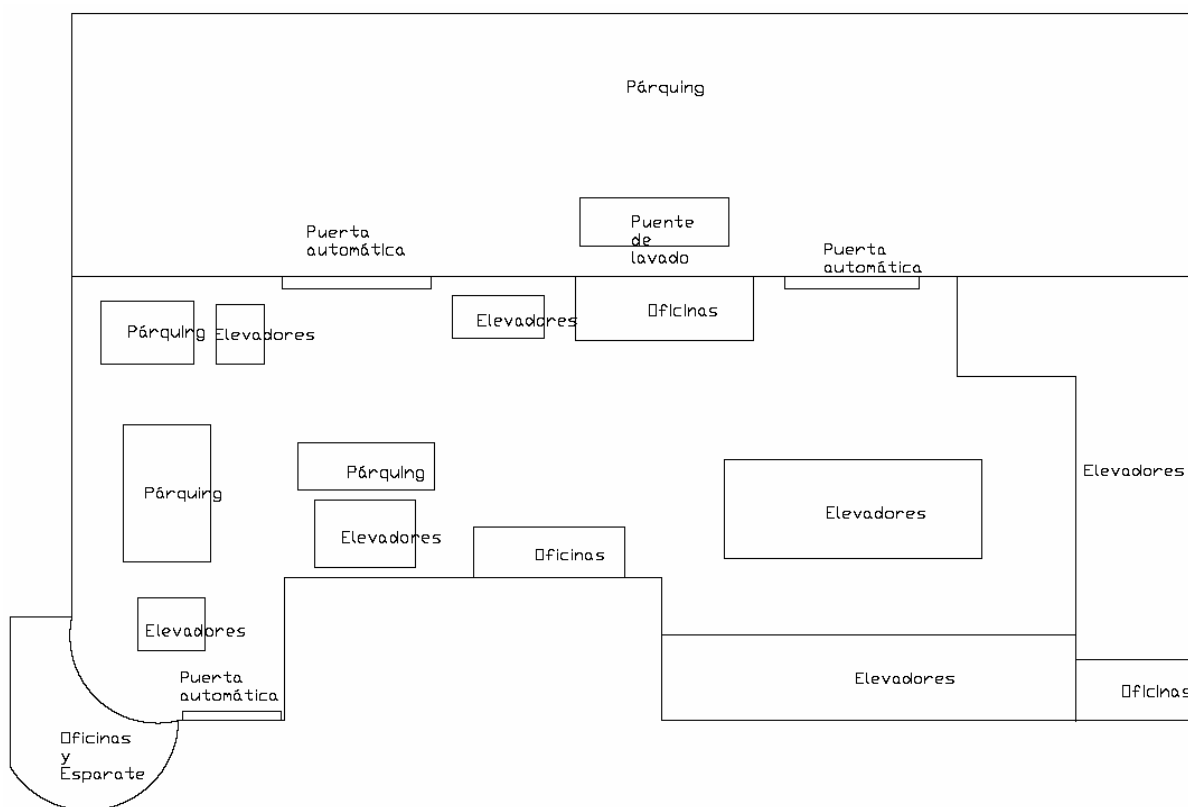 Párquing
Puente
de
lavado
Puerta
automática
Puerta
automática
Párquing
Elevadores
Elevadores
Oficinas
Párquing
Elevadores
Párquing
Elevadores
Elevadores
Oficinas
Elevadores
Puerta
automática
Elevadores
Oficinas
Oficinas
y
Esparate